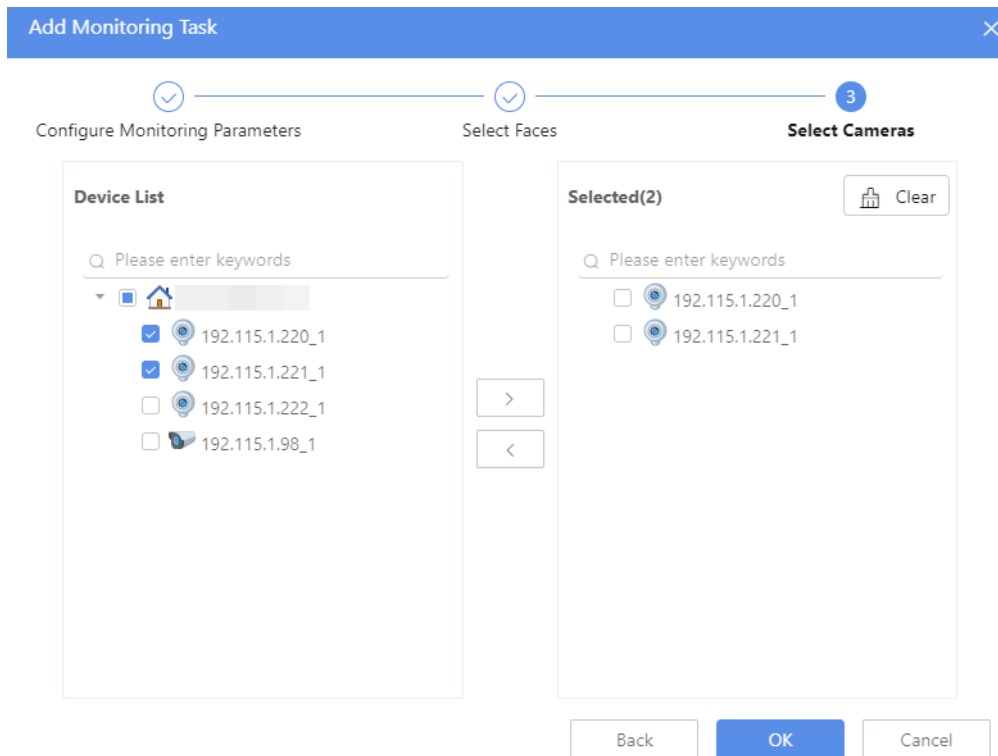 Add Monitoring Task
3
Configure Monitoring Parameters
Select Faces
Select Cameras
Device List
Please enter keywords
192.115.1.220_1
192.115.1.221_1
192.115.1.222_1
192.115.1.98_1
>
<
Selected(2)
Clear
Please enter keywords
192.115.1.220_1
192.115.1.221_1
Back
OK
Cancel